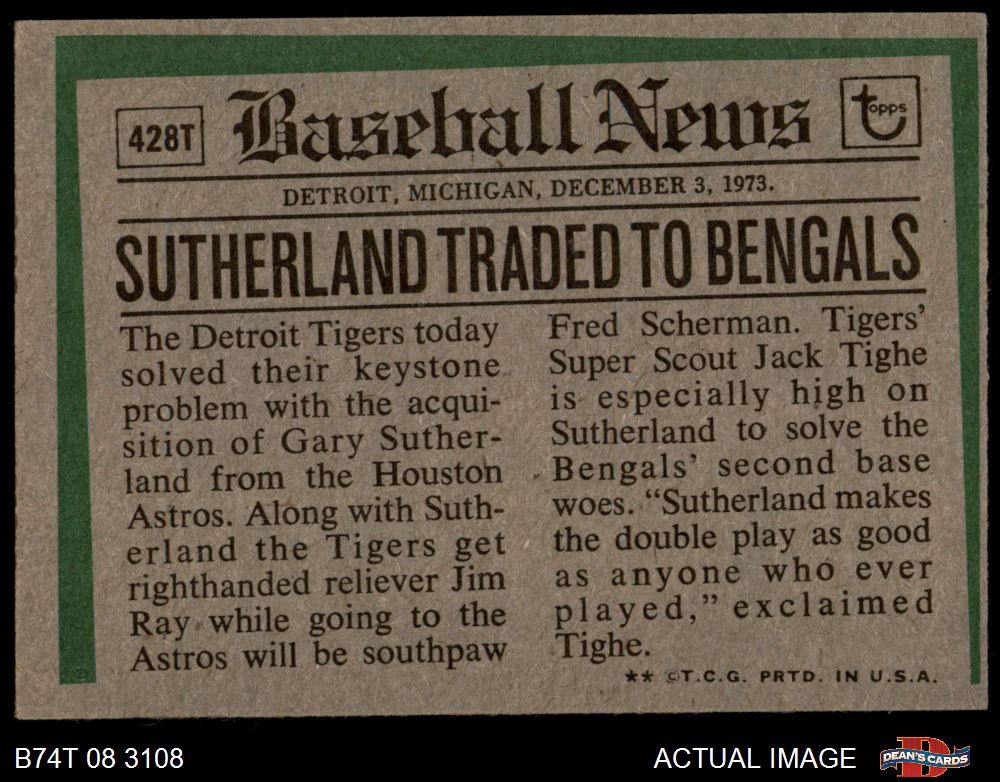 428T
Baseball News
Topps
DETROIT, MICHIGAN, DECEMBER 3, 1973.
SUTHERLAND TRADED TO BENGALS
The Detroit Tigers today
solved their keystone
problem with the acqui-
sition of Gary Suther-
land from the Houston
Astros. Along with Suth-
erland the Tigers get
righthanded reliever Jim
Ray while going to the
Astros will be southpaw
Fred Scherman. Tigers'
Super Scout Jack Tighe
is especially high on
Sutherland to solve the
Bengals' second base
woes. "Sutherland makes
the double play as good
as anyone who ever
played," exclaimed
Tighe.
** ©T.C.G. PRTD. IN U.S.A.
B74T 08 3108
ACTUAL IMAGE
DEAN'S CARDS